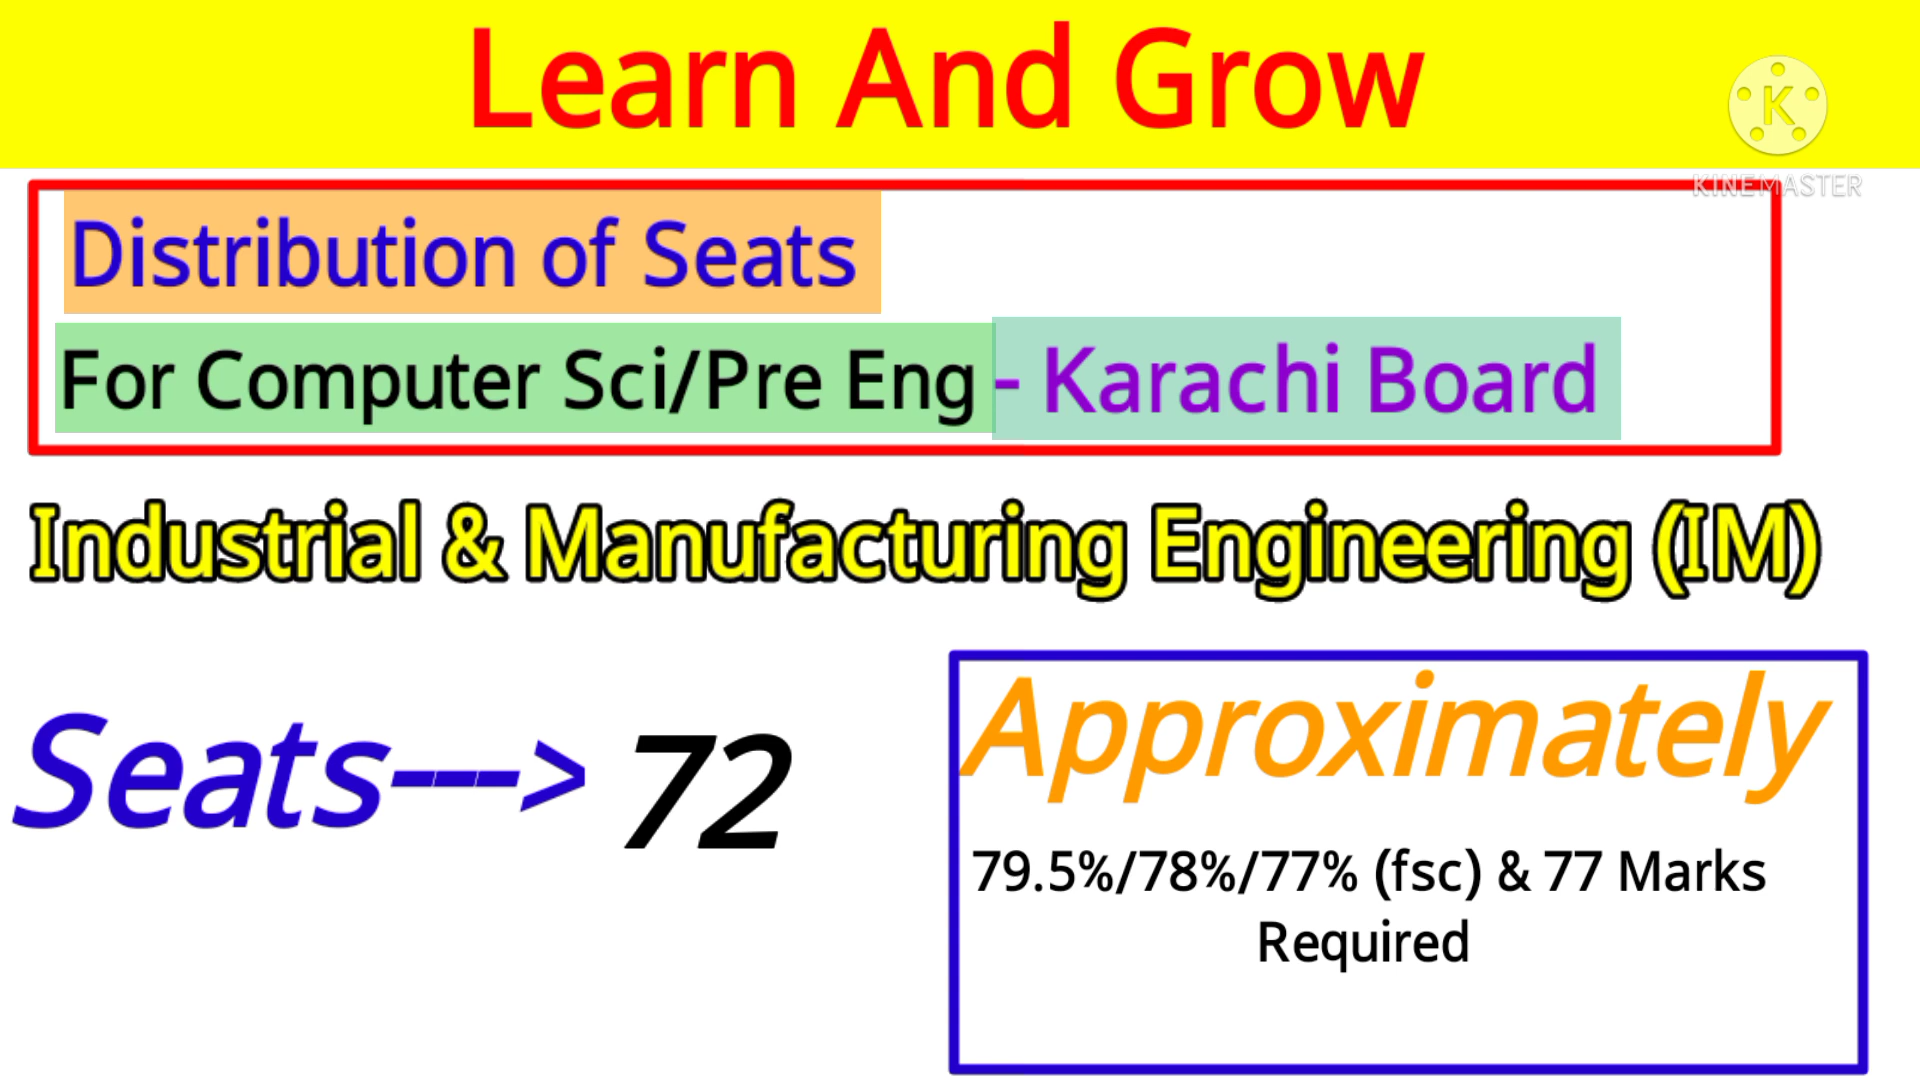 Learn And Grow
K
KINEMASTER
Distribution of Seats
For Computer Sci/Pre Eng - Karachi Board
Industrial & Manufacturing Engineering (IM)
Seats---> 72
Approximately
79.5%/78%/77% (fsc) & 77 Marks
Required